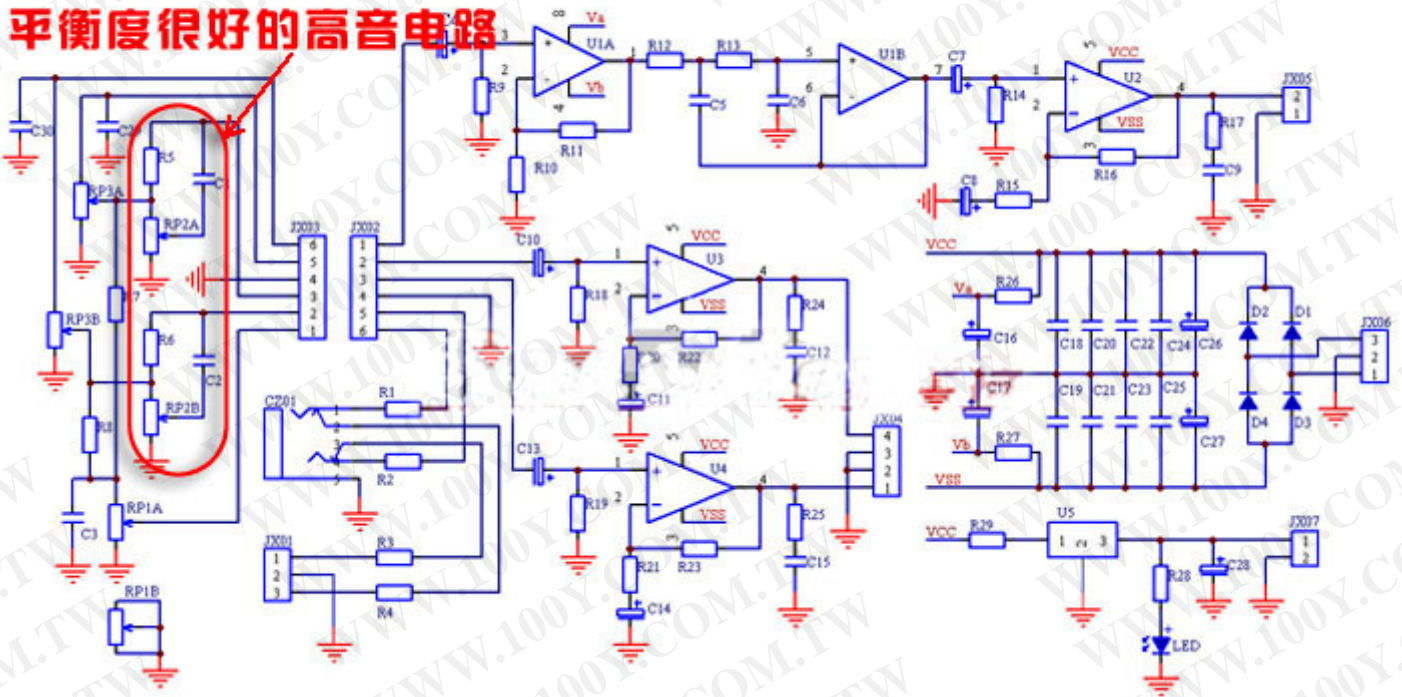 平衡度很好的高音电路
Va
U1A
Vb
R9
R10
R11
R12
R13
C5
C6
U1B
C7
R14
VCC
U2
VSS
C8
R15
R16
R17
C9
JX05
C30
R5
RP3A
RP2A
JX03
JX02
6
5
4
3
2
1
1
2
3
4
5
6
RP3B
R6
C2
RP2B
R8
C3
RP1A
RP1B
C10
R18
VCC
U3
VSS
R22
C11
R24
C12
CZ01
R1
R2
JX01
1
2
3
R3
R4
C13
R19
VCC
U4
VSS
R21
R23
C14
R25
C15
JX04
4
3
2
1
VCC
Va
R26
C16
C17
Vb
R27
VSS
C18
C20
C22
C24
C26
C19
C21
C23
C25
C27
D2
D1
D4
D3
JX06
3
2
1
VCC
R29
U5
1
2
3
R28
LED
C28
JX07
1
2
WWW.100Y.COM.TW